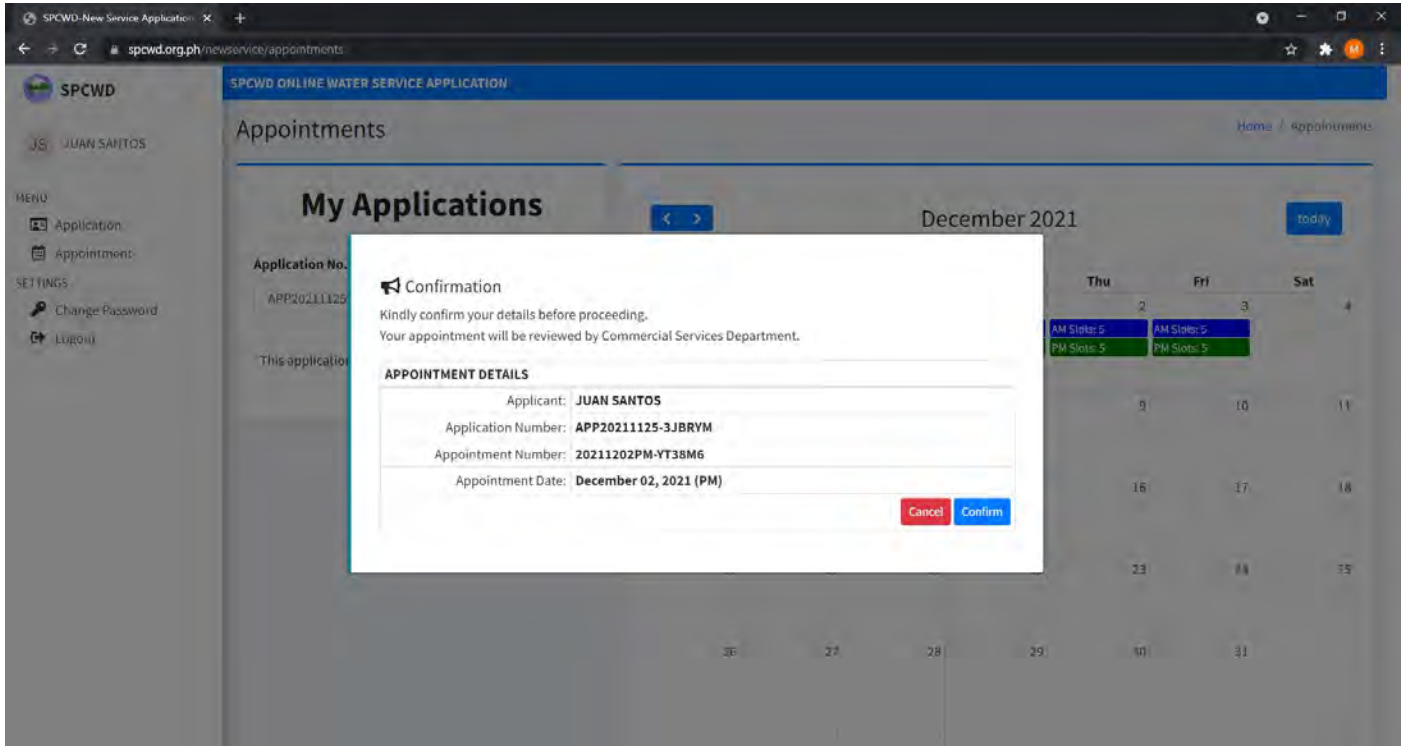 SPCWD-New Service Application
spcwd.org.ph/newservice/appointments
M
SPCWD
SPCWD ONLINE WATER SERVICE APPLICATION
JS JUAN SANTOS
Appointments
Home / Appointments
MENU
Application
Appointment
SETTINGS
Change Password
Logout
My Applications
Application No.
APP20211125
This application
December 2021
today
Thu Fri Sat
2 3 4
AM Slots: 5 AM Slots: 5
PM Slots: 5 PM Slots: 5
9 10 11
16 17 18
23 24 25
26 27 28 29 30 31
Confirmation
Kindly confirm your details before proceeding.
Your appointment will be reviewed by Commercial Services Department.
APPOINTMENT DETAILS
Applicant: JUAN SANTOS
Application Number: APP20211125-3JBRYM
Appointment Number: 20211202PM-YT38M6
Appointment Date: December 02, 2021 (PM)
Cancel Confirm